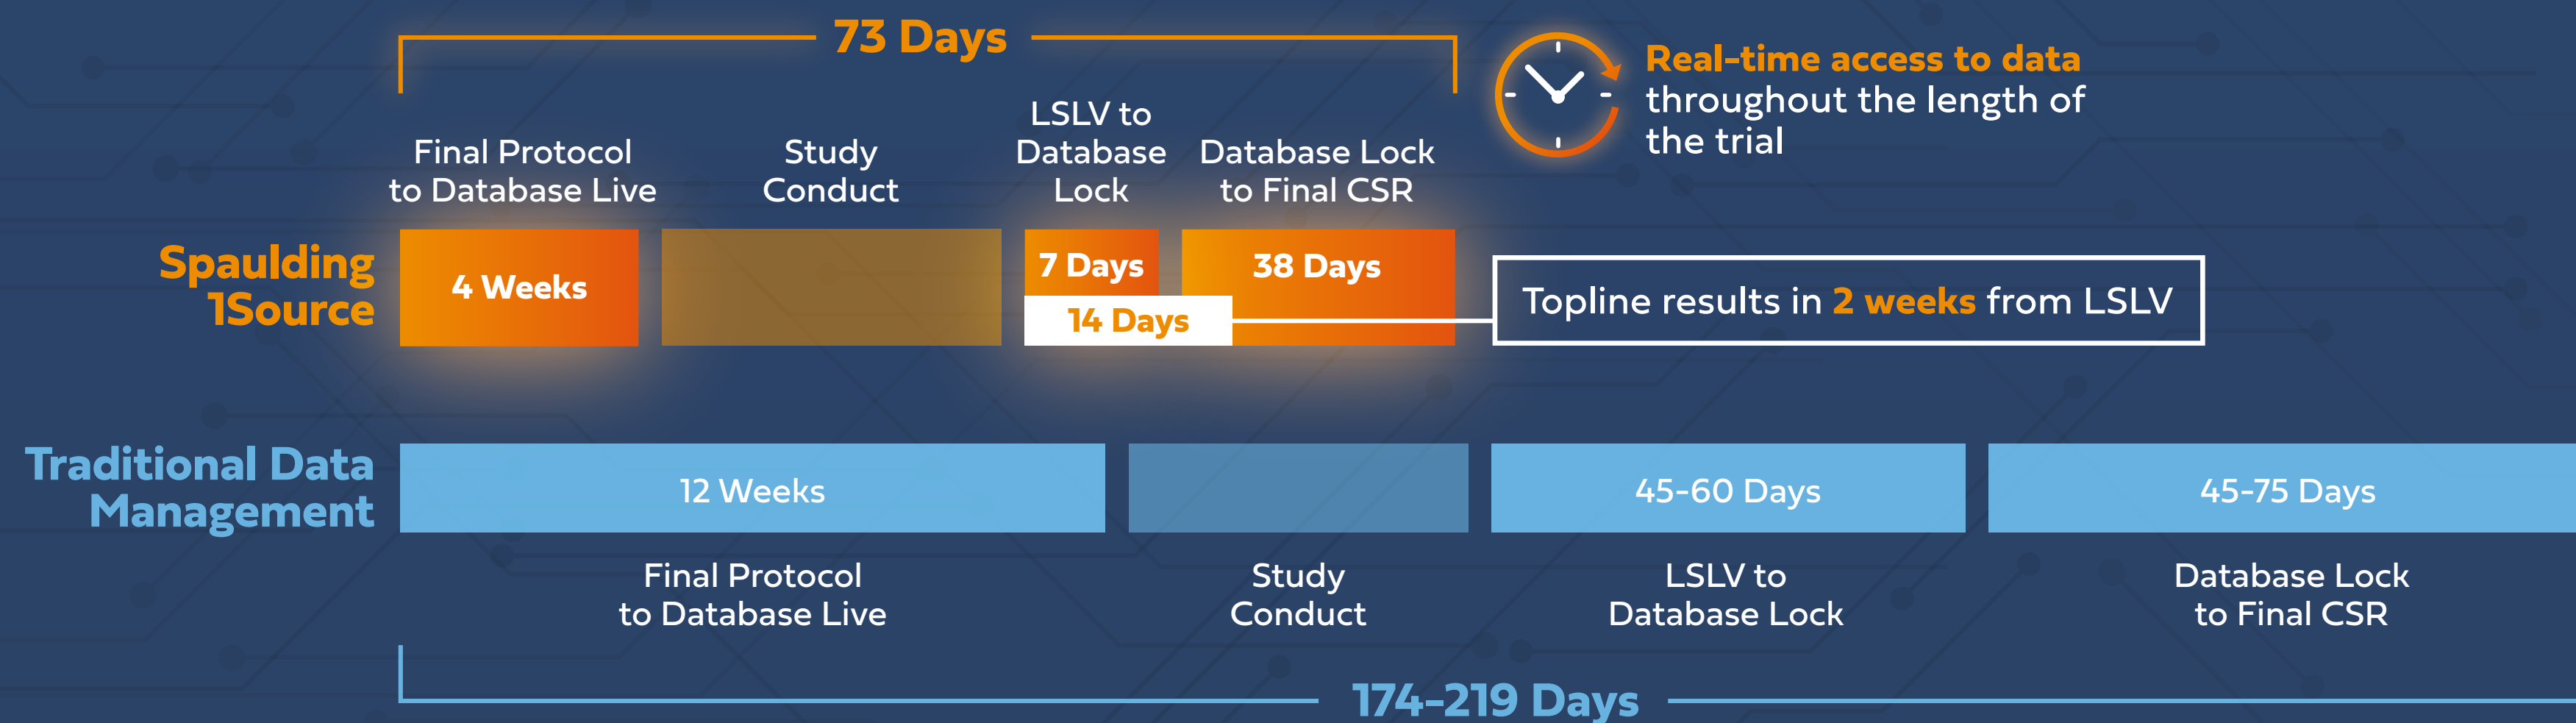 73 Days
Real-time access to data
throughout the length of
the trial
Final Protocol
to Database Live
Study
Conduct
LSLV to
Database
Lock
Database Lock
to Final CSR
Spaulding
1Source
4 Weeks
7 Days
38 Days
14 Days
Topline results in 2 weeks from LSLV
Traditional Data
Management
12 Weeks
45-60 Days
45-75 Days
Final Protocol
to Database Live
Study
Conduct
LSLV to
Database Lock
Database Lock
to Final CSR
174-219 Days